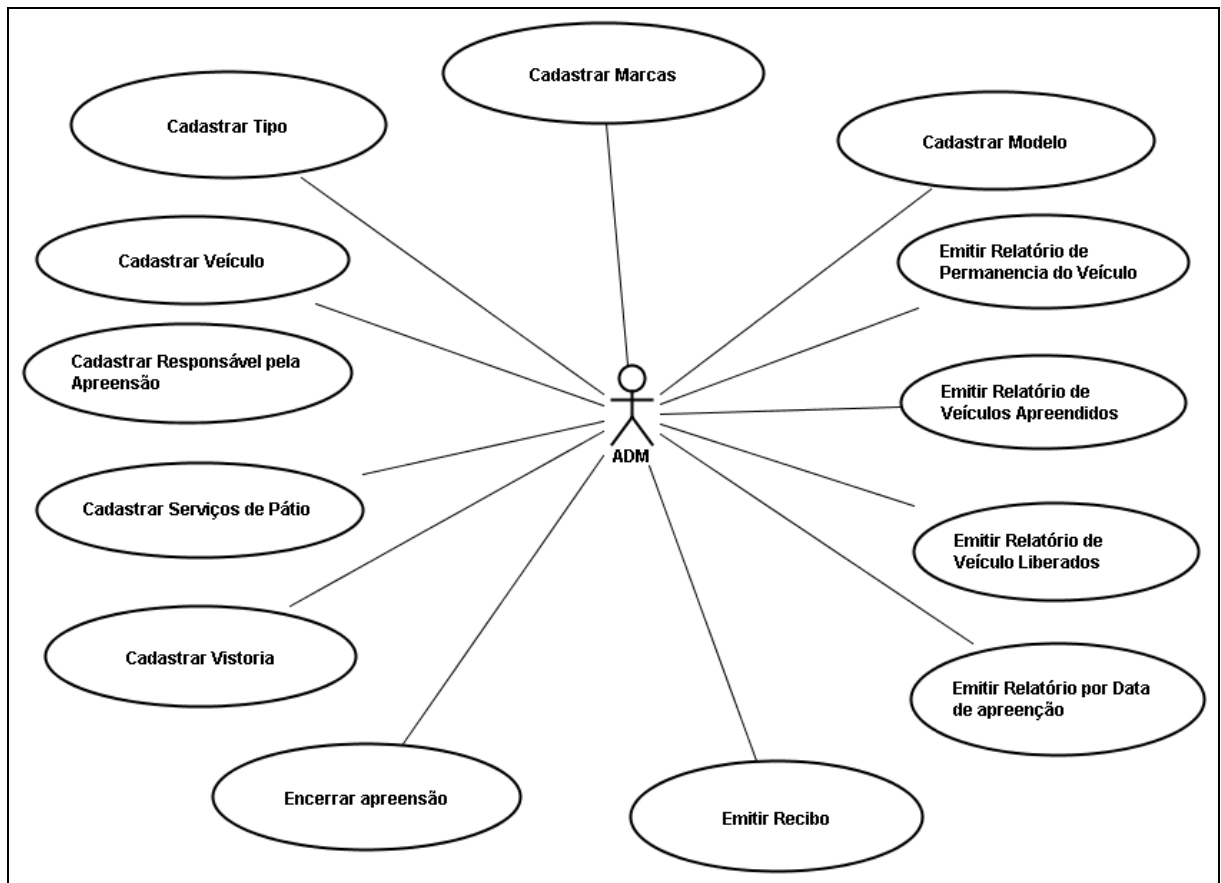 Cadastrar Marcas
Cadastrar Tipo
Cadastrar Modelo
Cadastrar Veículo
Emitir Relatório de
Permanencia do Veículo
Cadastrar Responsável pela
Apreensão
Emitir Relatório de
Veículos Apreendidos
ADM
Cadastrar Serviços de Pátio
Emitir Relatório de
Veículo Liberados
Cadastrar Vistoria
Emitir Relatório por Data
de apreenção
Encerrar apreensão
Emitir Recibo